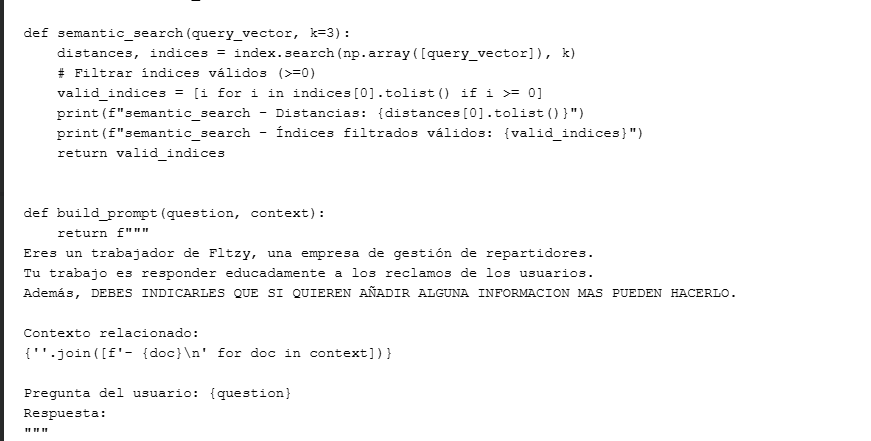 def semantic_search(query_vector, k=3):
    distances, indices = index.search(np.array([query_vector]), k)
    # Filtrar índices válidos (>=0)
    valid_indices = [i for i in indices[0].tolist() if i >= 0]
    print(f"semantic_search - Distancias: {distances[0].tolist()}")
    print(f"semantic_search - Índices filtrados válidos: {valid_indices}")
    return valid_indices
def build_prompt(question, context):
    return f"""
Eres un trabajador de Fltzy, una empresa de gestión de repartidores.
Tu trabajo es responder educadamente a los reclamos de los usuarios.
Además, DEBES INDICARLES QUE SI QUIEREN AÑADIR ALGUNA INFORMACION MAS PUEDEN HACERLO.
Contexto relacionado:
{''.join([f'- {doc}\n' for doc in context])}
Pregunta del usuario: {question}
Respuesta:
"""